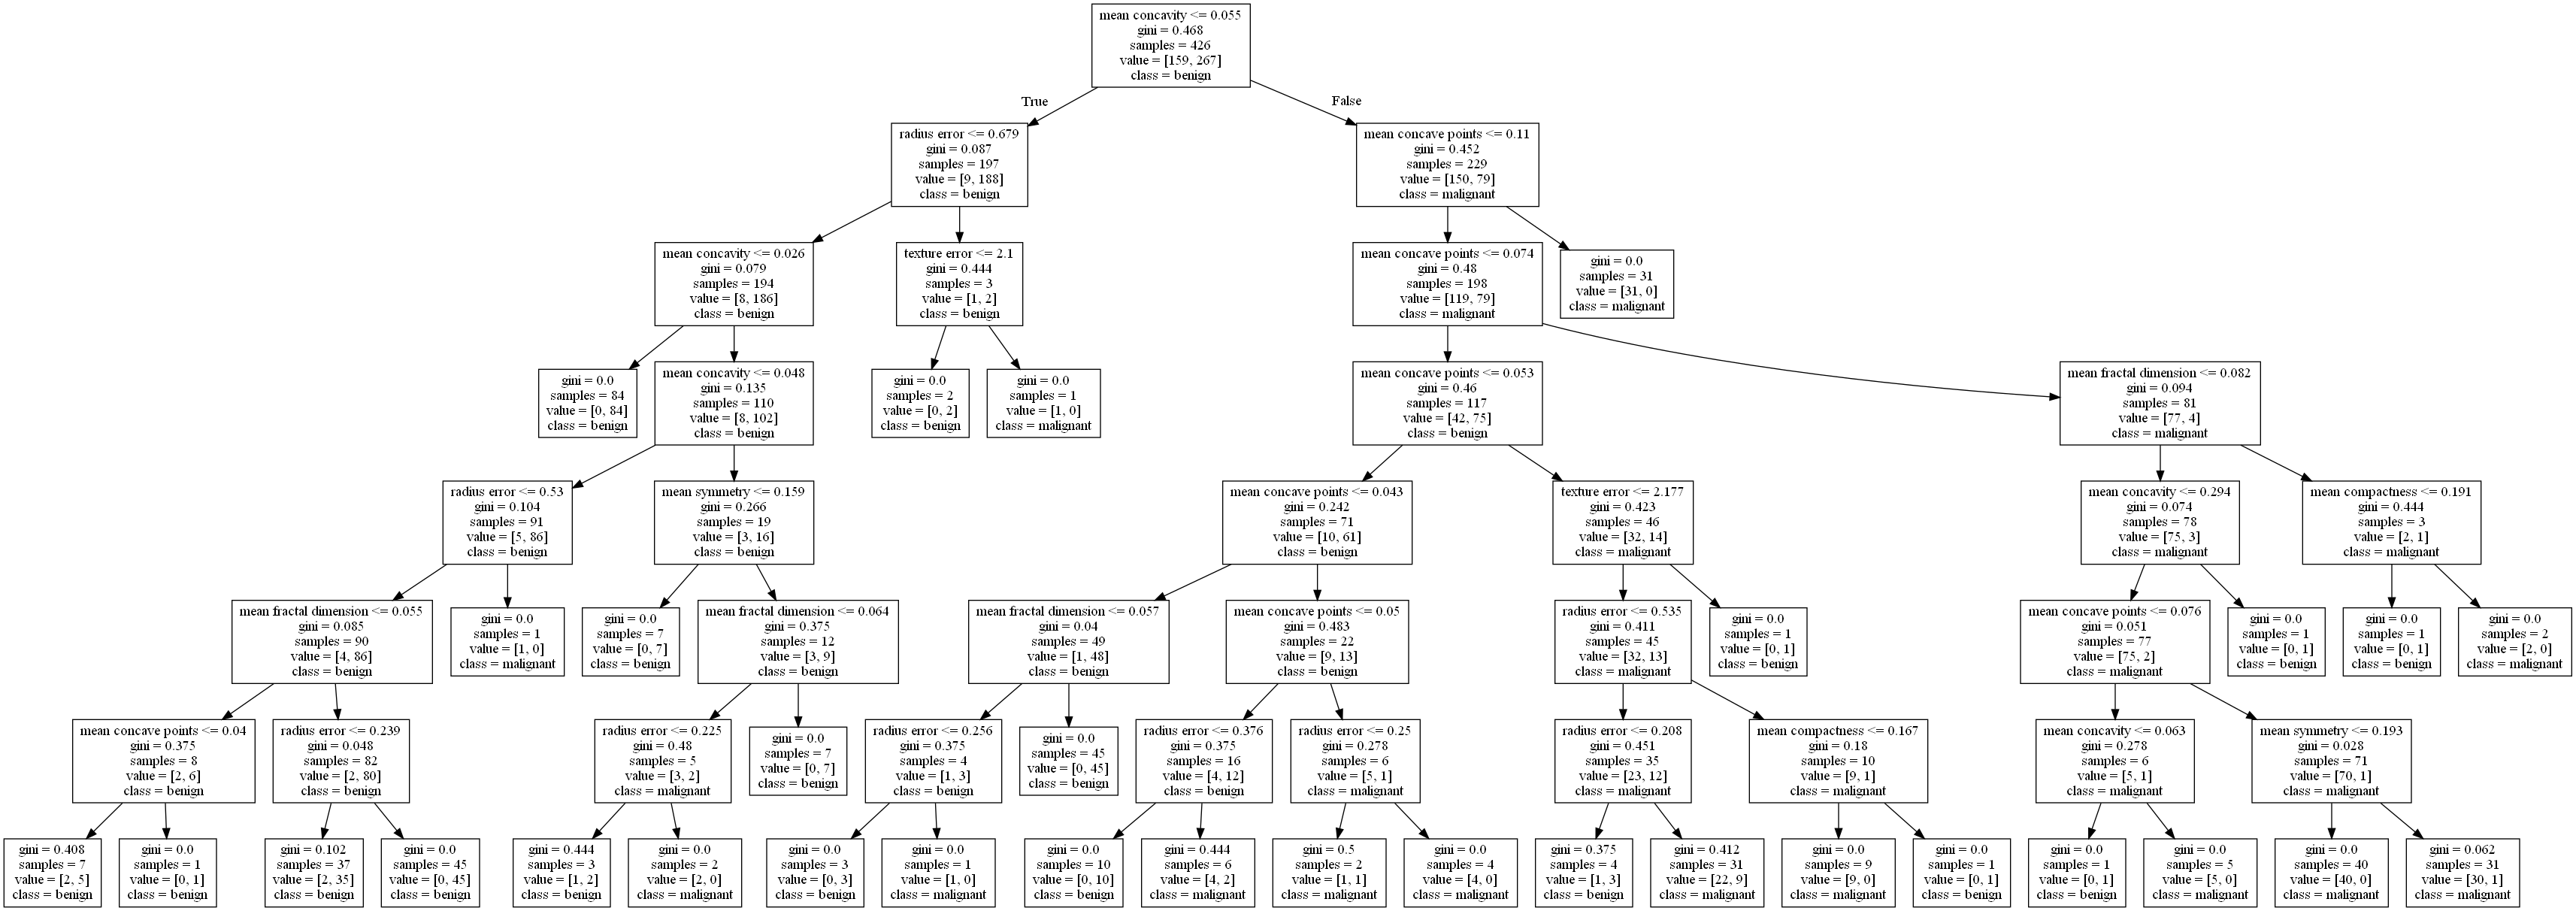 mean concavity <= 0.055
gini = 0.468
samples = 426
value = [159, 267]
class = benign
True
False
radius error <= 0.679
gini = 0.087
samples = 197
value = [9, 188]
class = benign
mean concave points <= 0.11
gini = 0.452
samples = 229
value = [150, 79]
class = malignant
mean concavity <= 0.026
gini = 0.079
samples = 194
value = [8, 186]
class = benign
texture error <= 2.1
gini = 0.444
samples = 3
value = [1, 2]
class = benign
mean concave points <= 0.074
gini = 0.48
samples = 198
value = [119, 79]
class = malignant
gini = 0.0
samples = 31
value = [31, 0]
class = malignant
gini = 0.0
samples = 84
value = [0, 84]
class = benign
mean concavity <= 0.048
gini = 0.135
samples = 110
value = [8, 102]
class = benign
gini = 0.0
samples = 2
value = [0, 2]
class = benign
gini = 0.0
samples = 1
value = [1, 0]
class = malignant
mean concave points <= 0.053
gini = 0.46
samples = 117
value = [42, 75]
class = benign
mean fractal dimension <= 0.082
gini = 0.094
samples = 81
value = [77, 4]
class = malignant
radius error <= 0.53
gini = 0.104
samples = 91
value = [5, 86]
class = benign
mean symmetry <= 0.159
gini = 0.266
samples = 19
value = [3, 16]
class = benign
mean concave points <= 0.043
gini = 0.242
samples = 71
value = [10, 61]
class = benign
texture error <= 2.177
gini = 0.423
samples = 46
value = [32, 14]
class = malignant
mean concavity <= 0.294
gini = 0.074
samples = 78
value = [75, 3]
class = malignant
mean compactness <= 0.191
gini = 0.444
samples = 3
value = [2, 1]
class = malignant
mean fractal dimension <= 0.055
gini = 0.085
samples = 90
value = [4, 86]
class = benign
gini = 0.0
samples = 1
value = [1, 0]
class = malignant
gini = 0.0
samples = 7
value = [0, 7]
class = benign
mean fractal dimension <= 0.064
gini = 0.375
samples = 12
value = [3, 9]
class = benign
mean fractal dimension <= 0.057
gini = 0.04
samples = 49
value = [1, 48]
class = benign
mean concave points <= 0.05
gini = 0.483
samples = 22
value = [9, 13]
class = benign
radius error <= 0.535
gini = 0.411
samples = 45
value = [32, 13]
class = malignant
gini = 0.0
samples = 1
value = [0, 1]
class = benign
mean concave points <= 0.076
gini = 0.051
samples = 77
value = [75, 2]
class = malignant
gini = 0.0
samples = 1
value = [0, 1]
class = benign
gini = 0.0
samples = 1
value = [0, 1]
class = benign
gini = 0.0
samples = 2
value = [2, 0]
class = malignant
mean concave points <= 0.04
gini = 0.375
samples = 8
value = [2, 6]
class = benign
radius error <= 0.239
gini = 0.048
samples = 82
value = [2, 80]
class = benign
radius error <= 0.225
gini = 0.48
samples = 5
value = [3, 2]
class = malignant
gini = 0.0
samples = 7
value = [0, 7]
class = benign
radius error <= 0.256
gini = 0.375
samples = 4
value = [1, 3]
class = benign
gini = 0.0
samples = 45
value = [0, 45]
class = benign
radius error <= 0.376
gini = 0.375
samples = 16
value = [4, 12]
class = benign
radius error <= 0.25
gini = 0.278
samples = 6
value = [5, 1]
class = malignant
radius error <= 0.208
gini = 0.451
samples = 35
value = [23, 12]
class = malignant
mean compactness <= 0.167
gini = 0.18
samples = 10
value = [9, 1]
class = malignant
mean concavity <= 0.063
gini = 0.278
samples = 6
value = [5, 1]
class = malignant
mean symmetry <= 0.193
gini = 0.028
samples = 71
value = [70, 1]
class = malignant
gini = 0.408
samples = 7
value = [2, 5]
class = benign
gini = 0.0
samples = 1
value = [0, 1]
class = benign
gini = 0.102
samples = 37
value = [2, 35]
class = benign
gini = 0.0
samples = 45
value = [0, 45]
class = benign
gini = 0.444
samples = 3
value = [1, 2]
class = benign
gini = 0.0
samples = 2
value = [2, 0]
class = malignant
gini = 0.0
samples = 3
value = [0, 3]
class = benign
gini = 0.0
samples = 1
value = [1, 0]
class = malignant
gini = 0.0
samples = 10
value = [0, 10]
class = benign
gini = 0.444
samples = 6
value = [4, 2]
class = malignant
gini = 0.5
samples = 2
value = [1, 1]
class = malignant
gini = 0.0
samples = 4
value = [4, 0]
class = malignant
gini = 0.375
samples = 4
value = [1, 3]
class = benign
gini = 0.412
samples = 31
value = [22, 9]
class = malignant
gini = 0.0
samples = 9
value = [9, 0]
class = malignant
gini = 0.0
samples = 1
value = [0, 1]
class = benign
gini = 0.0
samples = 1
value = [0, 1]
class = benign
gini = 0.0
samples = 5
value = [5, 0]
class = malignant
gini = 0.0
samples = 40
value = [40, 0]
class = malignant
gini = 0.062
samples = 31
value = [30, 1]
class = malignant